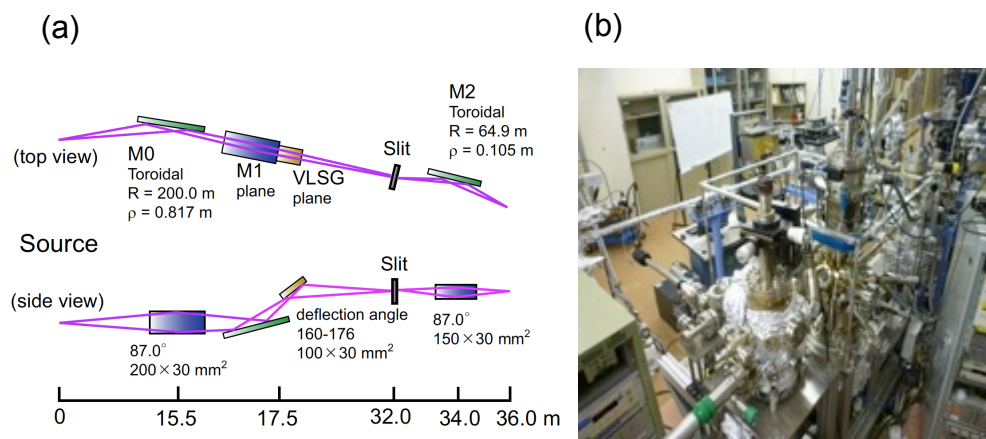 (a)
(b)
M2
Toroidal
R = 64.9 m
ρ = 0.105 m
Slit
(top view)
M0
Toroidal
R = 200.0 m
ρ = 0.817 m
M1
plane
VLSG
plane
Source
Slit
(side view)
deflection angle
160-176
100×30 mm²
87.0°
200×30 mm²
87.0°
150×30 mm²
0
15.5
17.5
32.0
34.0
36.0 m